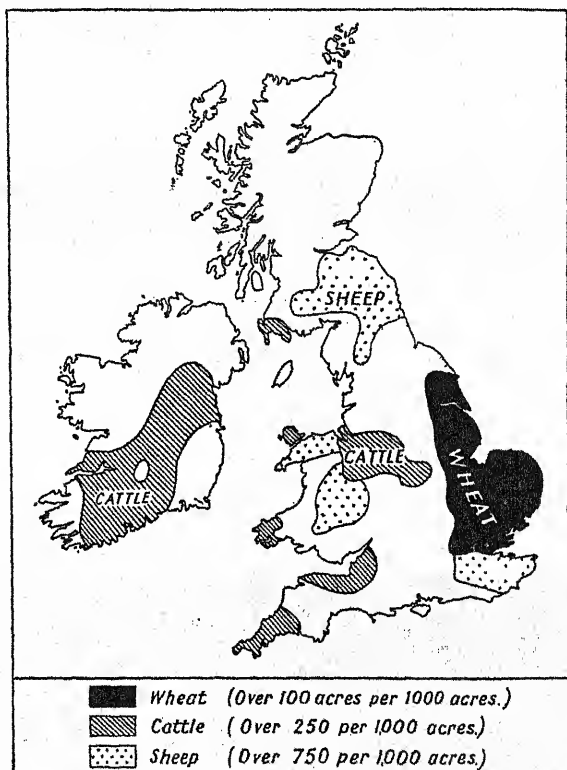 SHEEP
CATTLE
CATTLE
WHEAT
Wheat (Over 100 acres per 1000 acres.)
Cattle (Over 250 per 1,000 acres.)
Sheep (Over 750 per 1,000 acres.)